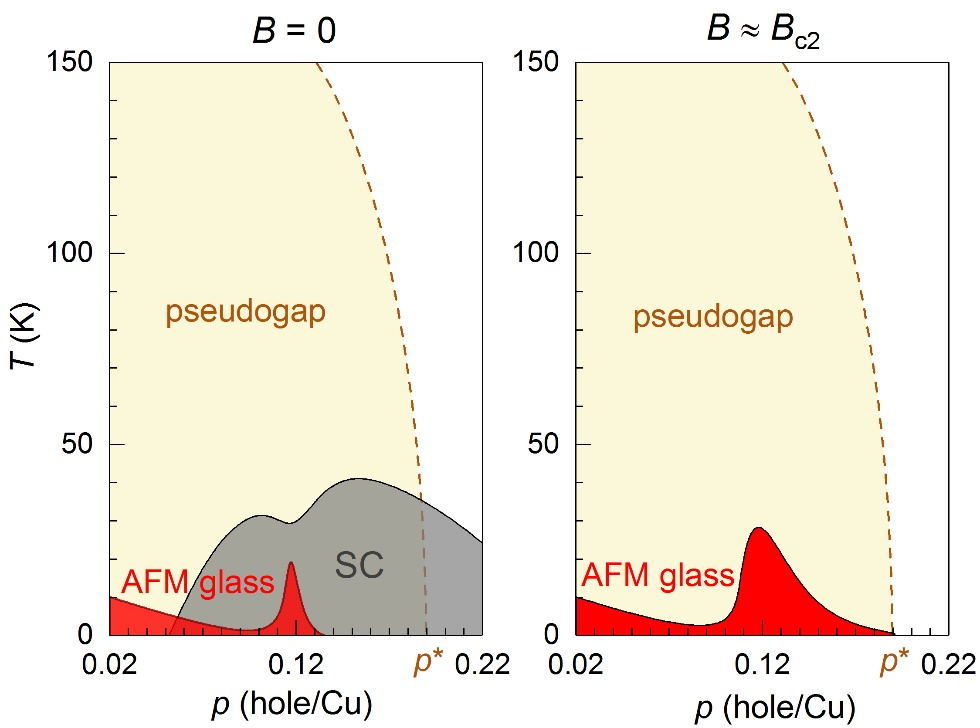 B = 0
B ≈ Bc2
150
100
50
0
T (K)
pseudogap
AFM glass
SC
0.02
0.12
p*
0.22
p (hole/Cu)
150
100
50
0
pseudogap
AFM glass
0.02
0.12
p*
0.22
p (hole/Cu)